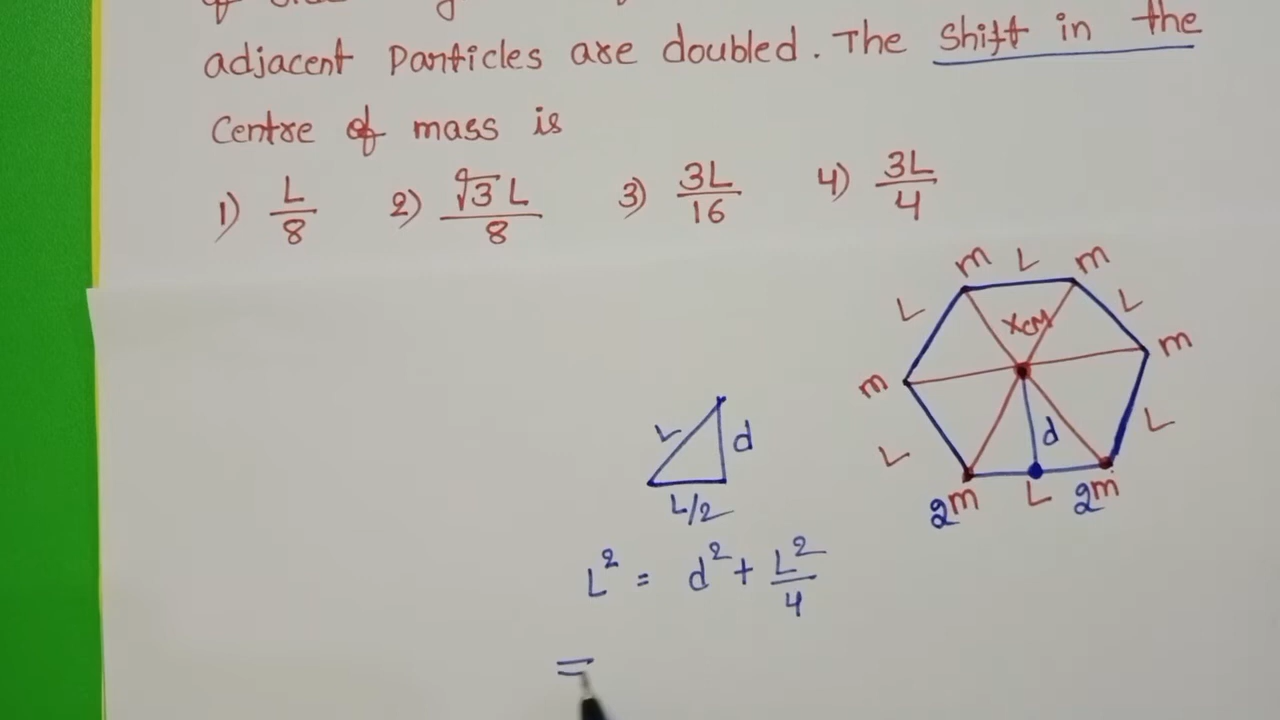 adjacent particles are doubled. The shift in the
Centre of mass is
1) L/8 2) √3 L/8 3) 3L/16 4) 3L/4
m L m
L L
XCM
m m
d
L L
2m L 2m
L d
L/2
L² = d² + L²/4
=